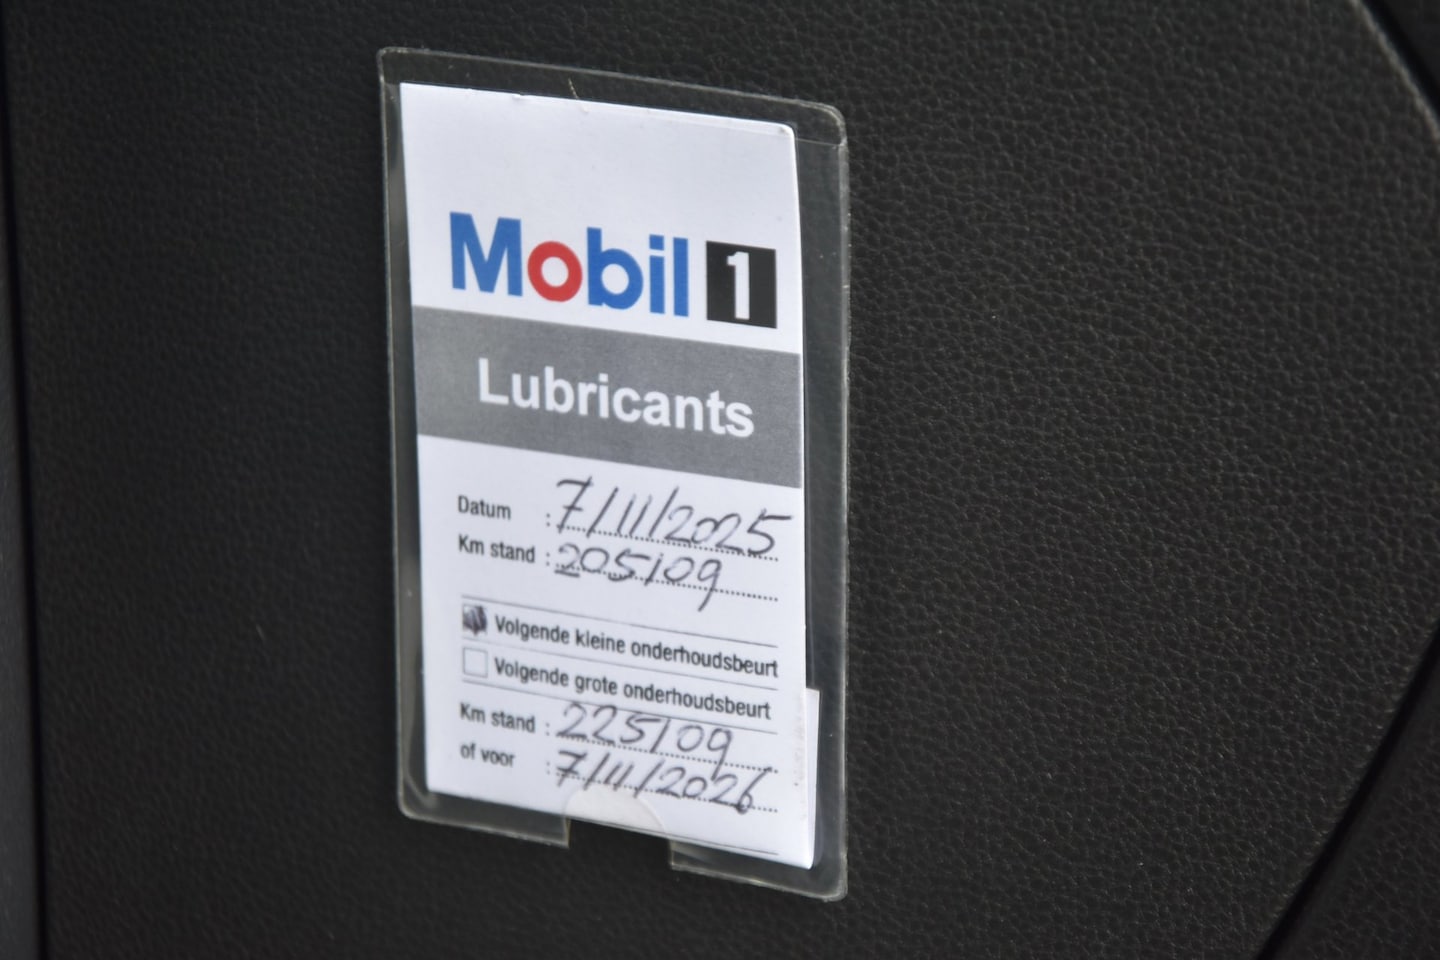 Mobil 1
Lubricants
Datum : 7/11/2025
Km stand : 205109
Volgende kleine onderhoudsbeurt
Volgende grote onderhoudsbeurt
Km stand : 225109
of voor : 7/11/2026